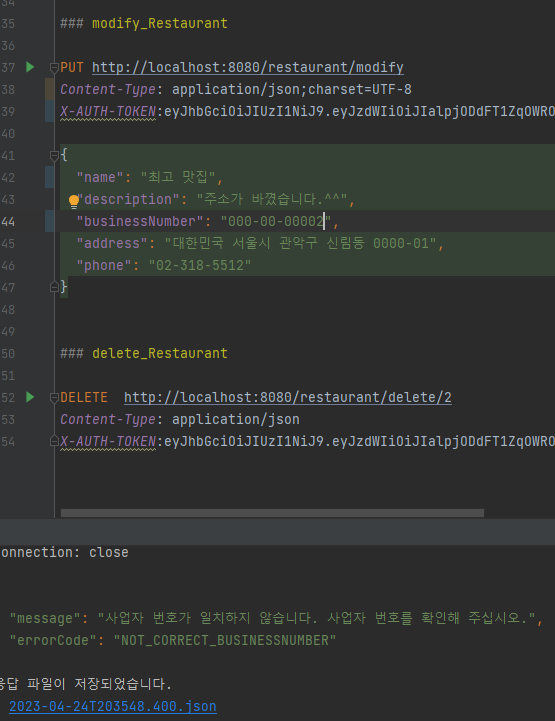 34
35 ### modify_Restaurant
36
37 PUT http://localhost:8080/restaurant/modify
38 Content-Type: application/json;charset=UTF-8
39 X-AUTH-TOKEN:eyJhbGciOiJIUzI1NiJ9.eyJzdWIiOiJIalpjODdFT1ZqOWRO
40
41 {
42 "name": "최고 맛집",
43 "description": "주소가 바꼈습니다.^^",
44 "businessNumber": "000-00-00002",
45 "address": "대한민국 서울시 관악구 신림동 0000-01",
46 "phone": "02-318-5512"
47 }
48
49
50 ### delete_Restaurant
51
52 DELETE http://localhost:8080/restaurant/delete/2
53 Content-Type: application/json
54 X-AUTH-TOKEN:eyJhbGciOiJIUzI1NiJ9.eyJzdWIiOiJIalpjODdFT1ZqOWRO
onnection: close
"message": "사업자 번호가 일치하지 않습니다. 사업자 번호를 확인해 주십시오.",
"errorCode": "NOT_CORRECT_BUSINESSNUMBER"
응답 파일이 저장되었습니다.
2023-04-24T203548.400.json